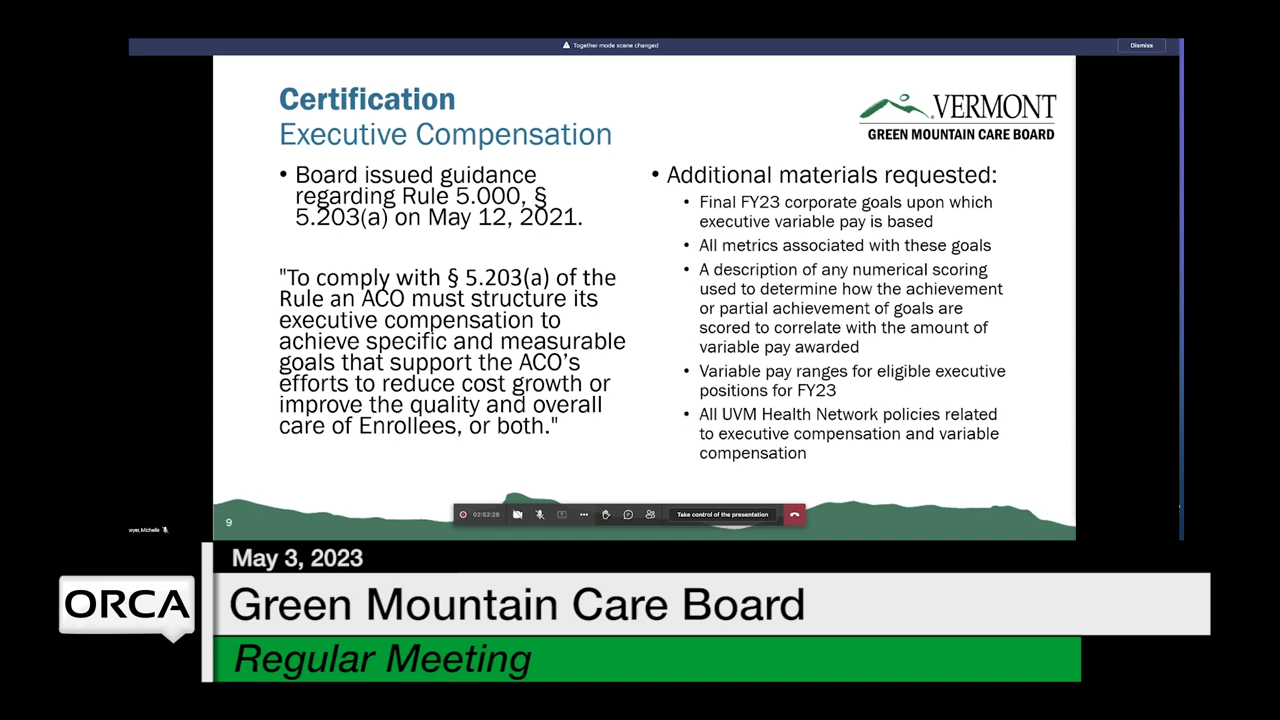 Together mode scene changed
Dismiss
Certification
Executive Compensation
VERMONT
GREEN MOUNTAIN CARE BOARD
• Board issued guidance
regarding Rule 5.000, §
5.203(a) on May 12, 2021.
"To comply with § 5.203(a) of the
Rule an ACO must structure its
executive compensation to
achieve specific and measurable
goals that support the ACO’s
efforts to reduce cost growth or
improve the quality and overall
care of Enrollees, or both."
• Additional materials requested:
• Final FY23 corporate goals upon which
executive variable pay is based
• All metrics associated with these goals
• A description of any numerical scoring
used to determine how the achievement
or partial achievement of goals are
scored to correlate with the amount of
variable pay awarded
• Variable pay ranges for eligible executive
positions for FY23
• All UVM Health Network policies related
to executive compensation and variable
compensation
9
02:52:28
Take control of the presentation
Michelle
May 3, 2023
ORCA
Green Mountain Care Board
Regular Meeting